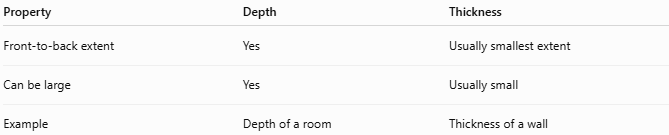 Property Depth Thickness
Front-to-back extent Yes Usually smallest extent
Can be large Yes Usually small
Example Depth of a room Thickness of a wall